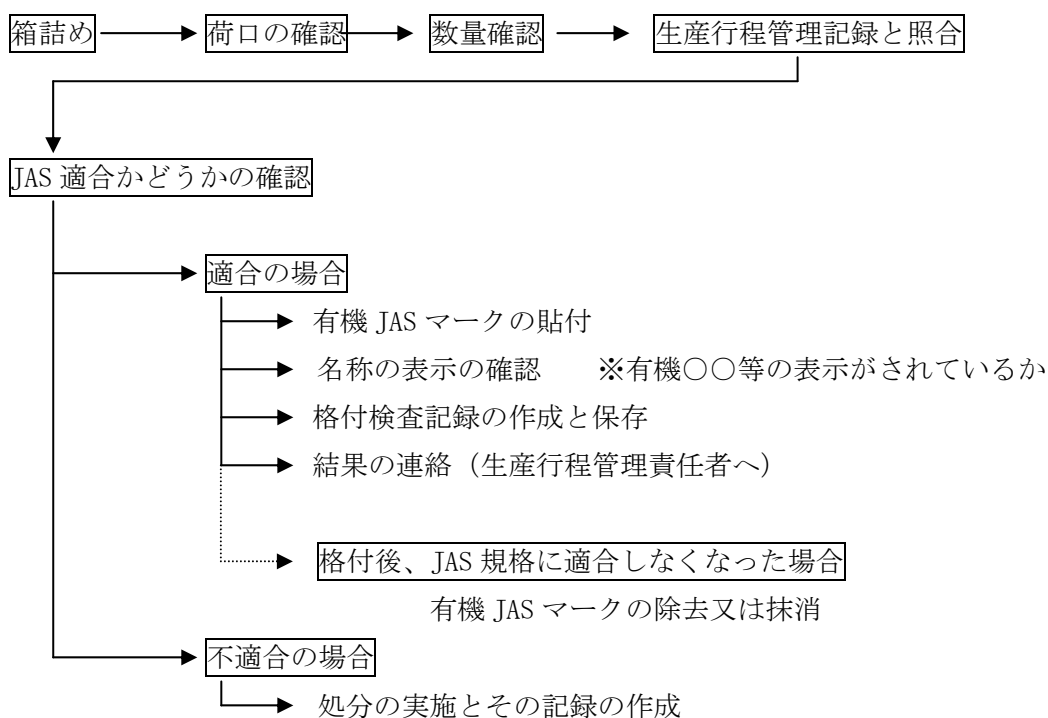 箱詰め 荷口の確認 数量確認 生産行程管理記録と照合
JAS 適合かどうかの確認
適合の場合
有機 JAS マークの貼付
名称の表示の確認 ※有機○○等の表示がされているか
格付検査記録の作成と保存
結果の連絡（生産行程管理責任者へ）
格付後、JAS 規格に適合しなくなった場合
有機 JAS マークの除去又は抹消
不適合の場合
処分の実施とその記録の作成